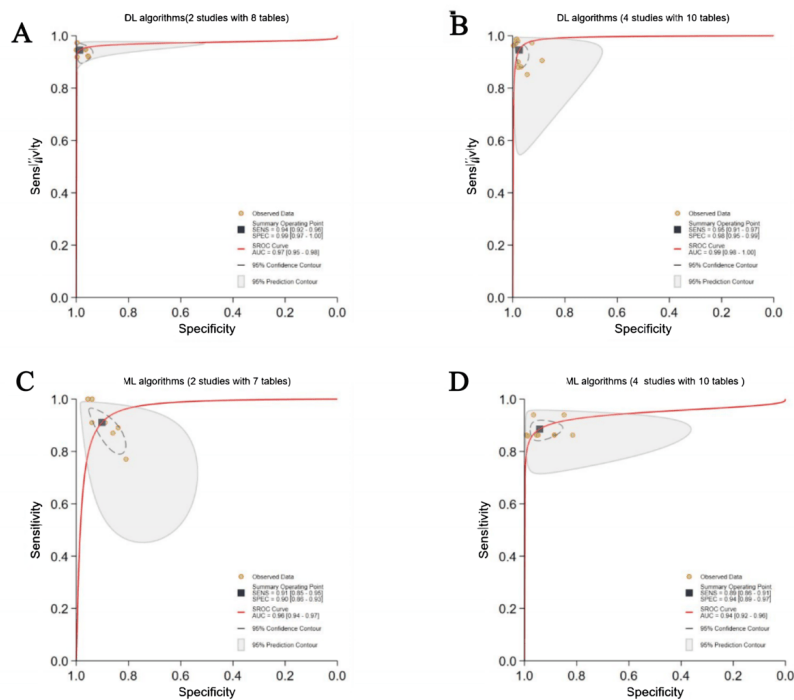 A
DL algorithms(2 studies with 8 tables)
1.0
0.8
0.6
0.4
0.2
0.0
Sensitivity
Observed Data
Summary Operating Point
SENS = 0.94 [0.92 - 0.96]
SPEC = 0.99 [0.97 - 1.00]
SROC Curve
AUC = 0.97 [0.95 - 0.98]
95% Confidence Contour
95% Prediction Contour
1.0 0.8 0.6 0.4 0.2 0.0
Specificity
B
DL algorithms (4 studies with 10 tables)
1.0
0.8
0.6
0.4
0.2
0.0
Sensitivity
Observed Data
Summary Operating Point
SENS = 0.95 [0.91 - 0.97]
SPEC = 0.98 [0.95 - 0.99]
SROC Curve
AUC = 0.99 [0.98 - 1.00]
95% Confidence Contour
95% Prediction Contour
1.0 0.8 0.6 0.4 0.2 0.0
Specificity
C
ML algorithms (2 studies with 7 tables)
1.0
0.8
0.6
0.4
0.2
0.0
Sensitivity
Observed Data
Summary Operating Point
SENS = 0.91 [0.85 - 0.95]
SPEC = 0.90 [0.86 - 0.93]
SROC Curve
AUC = 0.96 [0.94 - 0.97]
95% Confidence Contour
95% Prediction Contour
1.0 0.8 0.6 0.4 0.2 0.0
Specificity
D
ML algorithms (4 studies with 10 tables )
1.0
0.8
0.6
0.4
0.2
0.0
Sensitivity
Observed Data
Summary Operating Point
SENS = 0.89 [0.86 - 0.91]
SPEC = 0.94 [0.89 - 0.97]
SROC Curve
AUC = 0.94 [0.92 - 0.96]
95% Confidence Contour
95% Prediction Contour
1.0 0.8 0.6 0.4 0.2 0.0
Specificity